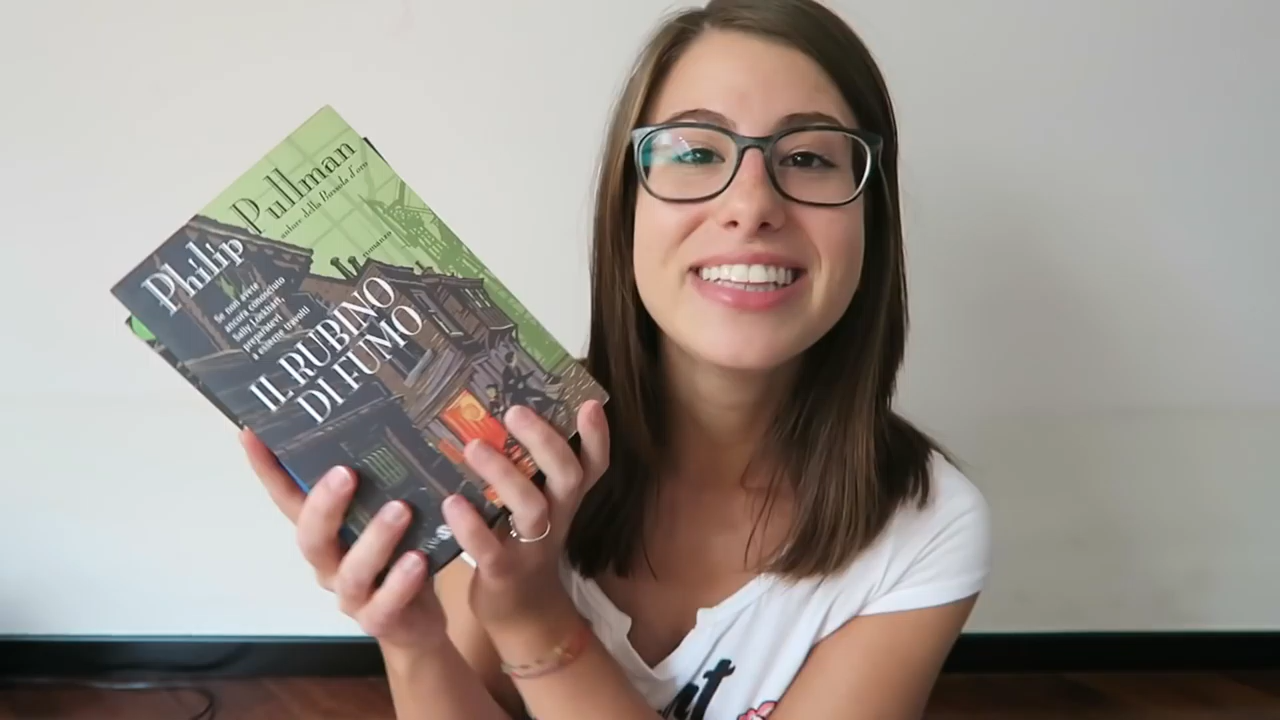 Philip Pullman
autore della Bussola d'oro
romanzo
Se non avete
ancora conosciuto
Sally Lockhart,
preparatevi
a esserne travolti
IL RUBINO
DI FUMO